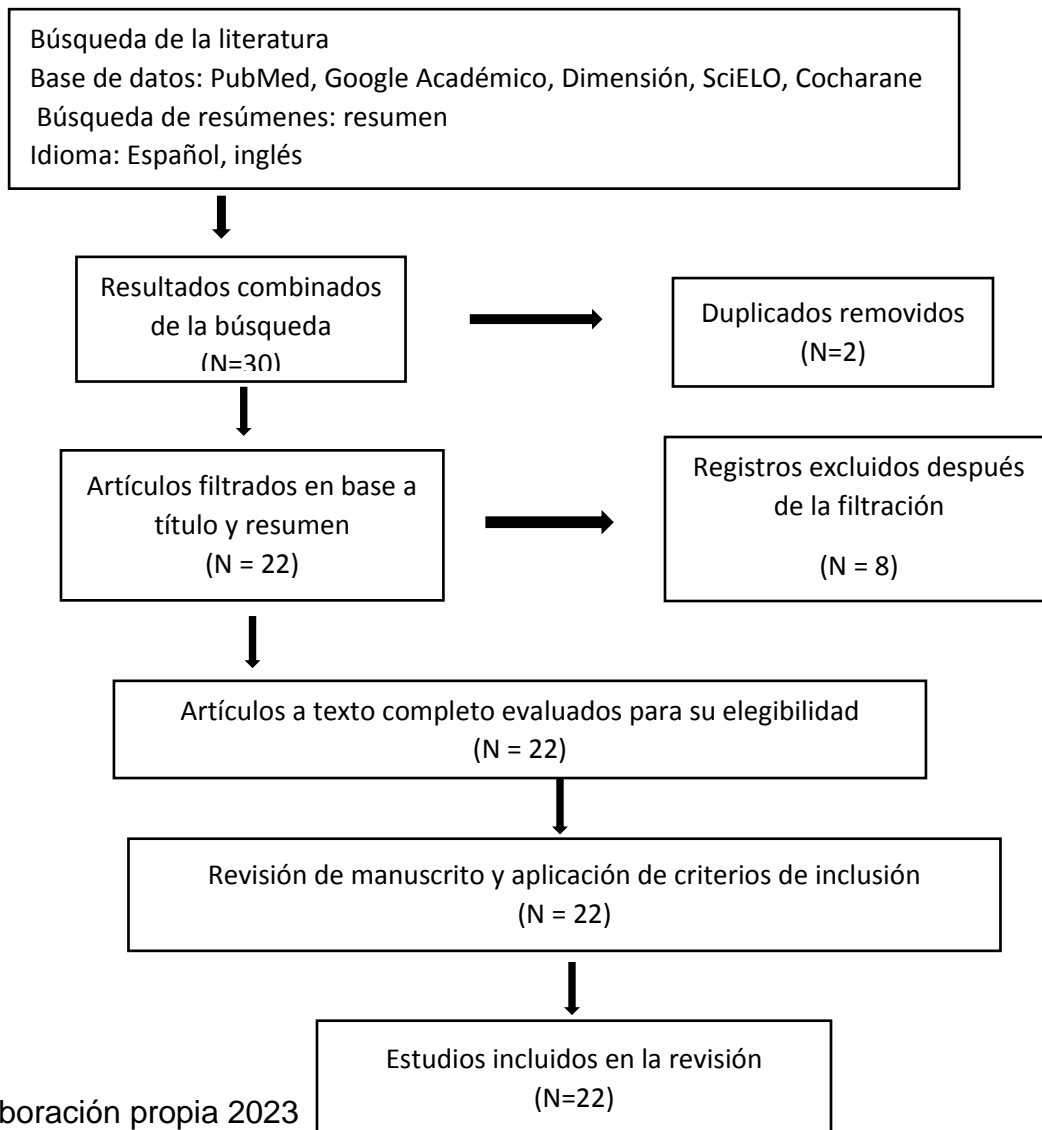 Búsqueda de la literatura
Base de datos: PubMed, Google Académico, Dimensión, SciELO, Cocharane
Búsqueda de resúmenes: resumen
Idioma: Español, inglés
Resultados combinados
de la búsqueda
(N=30)
Duplicados removidos
(N=2)
Artículos filtrados en base a
título y resumen
(N = 22)
Registros excluidos después
de la filtración
(N = 8)
Artículos a texto completo evaluados para su elegibilidad
(N = 22)
Revisión de manuscrito y aplicación de criterios de inclusión
(N = 22)
Estudios incluidos en la revisión
(N=22)
boración propia 2023